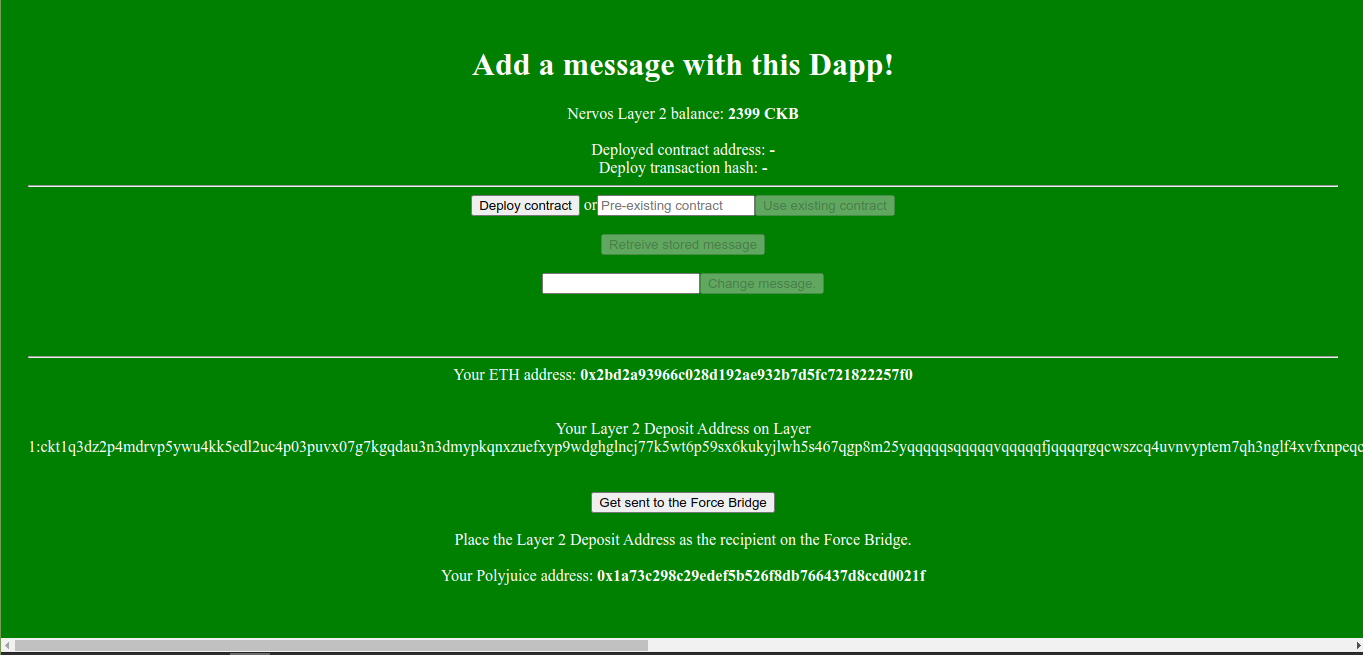 Add a message with this Dapp!
Nervos Layer 2 balance: 2399 CKB
Deployed contract address: -
Deploy transaction hash: -
Deploy contract or Pre-existing contract Use existing contract
Retreive stored message
Change message.
Your ETH address: 0x2bd2a93966c028d192ae932b7d5fc721822257f0
Your Layer 2 Deposit Address on Layer
1:ckt1q3dz2p4mdrvp5ywu4kk5edl2uc4p03puvx07g7kgqdau3n3dmypkqnxzuefxyp9wdghglncj77k5wt6p59sx6kukyjlwh5s467qgp8m25yqqqqqsqqqqqvqqqqqfjqqqqrgqcwszcq4uvnvyptem7qh3nglf4xvfxnpeqc
Get sent to the Force Bridge
Place the Layer 2 Deposit Address as the recipient on the Force Bridge.
Your Polyjuice address: 0x1a73c298c29edef5b526f8db766437d8ccd0021f